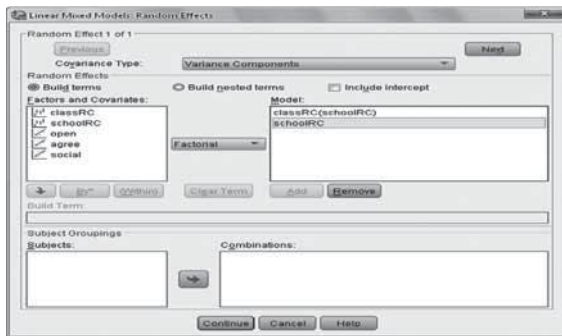 Linear Mixed Models: Random Effects
Random Effect 1 of 1
Previous
Next
Covariance Type: Variance Components
Random Effects
Build terms Build nested terms Include intercept
Factors and Covariates: Model:
classRC
schoolRC
open
agree
social
Factorial
classRC(schoolRC)
schoolRC
By* (Within) Clear Term Add Remove
Build Term:
Subject Groupings
Subjects: Combinations:
Continue Cancel Help